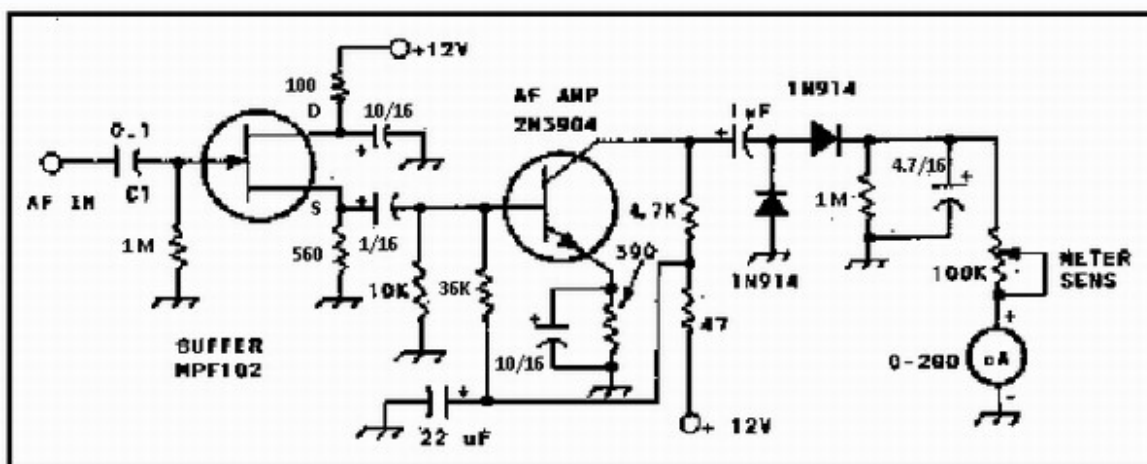 +12V
100
D
10/16
AF AMP
2N3904
1uF
1N914
0.1
C1
AF IN
1M
S
1/16
560
10K
36K
390
4.7K
1M
4.7/16
1N914
100K
METER
SENS
BUFFER
MPF102
10/16
47
+
0-200
uA
-
22 uF
+ 12V